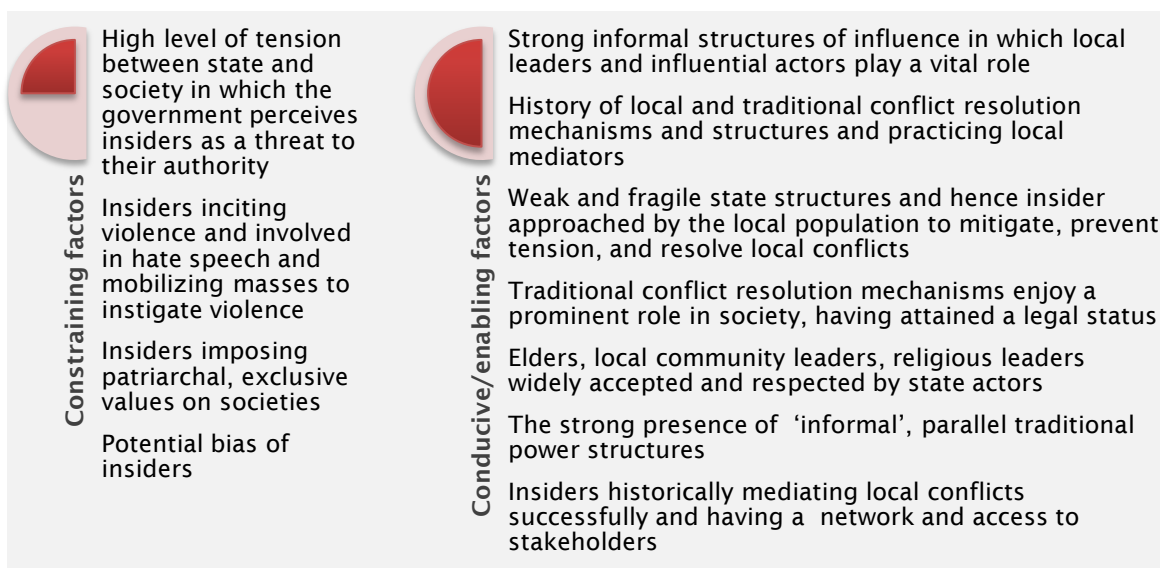 Constraining factors
High level of tension
between state and
society in which the
government perceives
insiders as a threat to
their authority
Insiders inciting
violence and involved
in hate speech and
mobilizing masses to
instigate violence
Insiders imposing
patriarchal, exclusive
values on societies
Potential bias of
insiders
Conducive/enabling factors
Strong informal structures of influence in which local
leaders and influential actors play a vital role
History of local and traditional conflict resolution
mechanisms and structures and practicing local
mediators
Weak and fragile state structures and hence insider
approached by the local population to mitigate, prevent
tension, and resolve local conflicts
Traditional conflict resolution mechanisms enjoy a
prominent role in society, having attained a legal status
Elders, local community leaders, religious leaders
widely accepted and respected by state actors
The strong presence of ‘informal’, parallel traditional
power structures
Insiders historically mediating local conflicts
successfully and having a network and access to
stakeholders